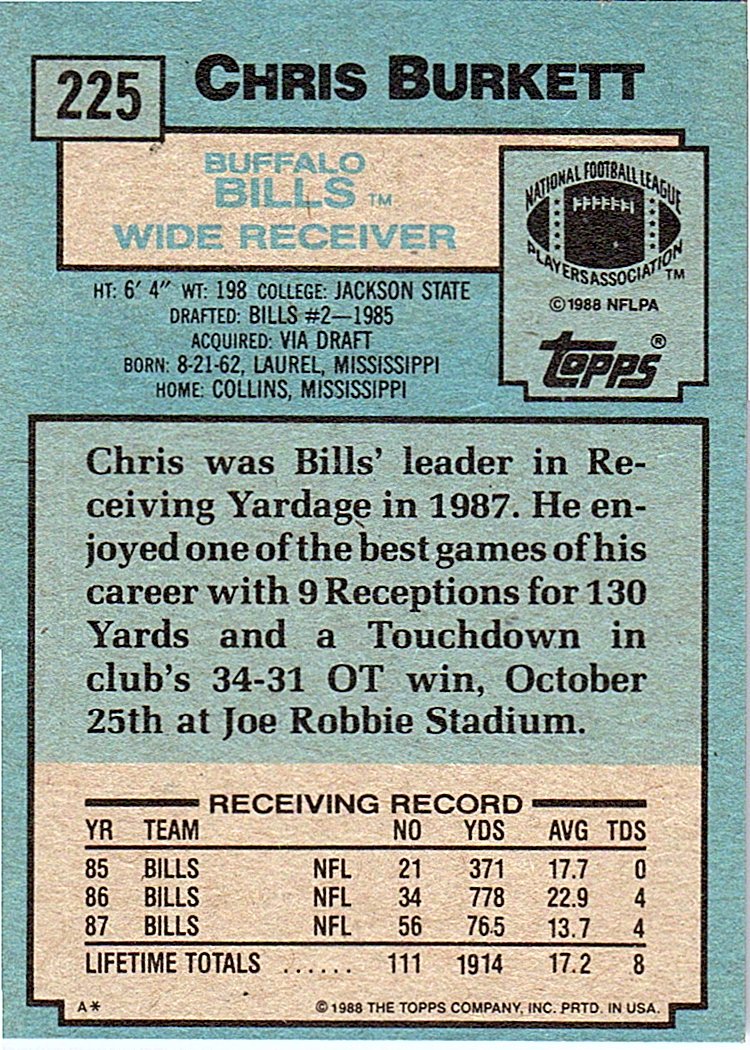 225
CHRIS BURKETT
BUFFALO
BILLS TM
WIDE RECEIVER
NATIONAL FOOTBALL LEAGUE
PLAYERS ASSOCIATION TM
©1988 NFLPA
topps®
HT: 6' 4" WT: 198 COLLEGE: JACKSON STATE
DRAFTED: BILLS #2—1985
ACQUIRED: VIA DRAFT
BORN: 8-21-62, LAUREL, MISSISSIPPI
HOME: COLLINS, MISSISSIPPI
Chris was Bills' leader in Re-
ceiving Yardage in 1987. He en-
joyed one of the best games of his
career with 9 Receptions for 130
Yards and a Touchdown in
club's 34-31 OT win, October
25th at Joe Robbie Stadium.
RECEIVING RECORD
YR TEAM NO YDS AVG TDS
85 BILLS NFL 21 371 17.7 0
86 BILLS NFL 34 778 22.9 4
87 BILLS NFL 56 765 13.7 4
LIFETIME TOTALS ...... 111 1914 17.2 8
A* ©1988 THE TOPPS COMPANY, INC. PRTD. IN USA.